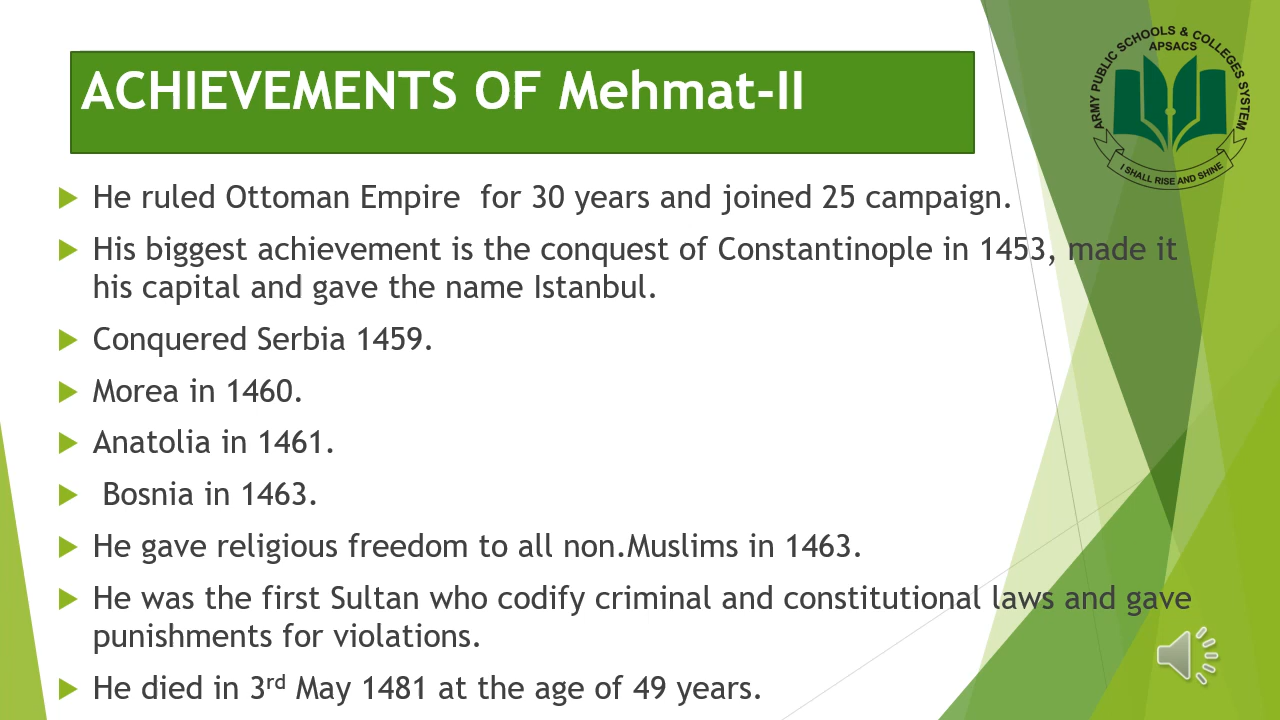 ACHIEVEMENTS OF Mehmat-II
ARMY PUBLIC SCHOOLS & COLLEGES SYSTEM
APSACS
I SHALL RISE AND SHINE
He ruled Ottoman Empire  for 30 years and joined 25 campaign.
His biggest achievement is the conquest of Constantinople in 1453, made it
his capital and gave the name Istanbul.
Conquered Serbia 1459.
Morea in 1460.
Anatolia in 1461.
Bosnia in 1463.
He gave religious freedom to all non.Muslims in 1463.
He was the first Sultan who codify criminal and constitutional laws and gave
punishments for violations.
He died in 3rd May 1481 at the age of 49 years.